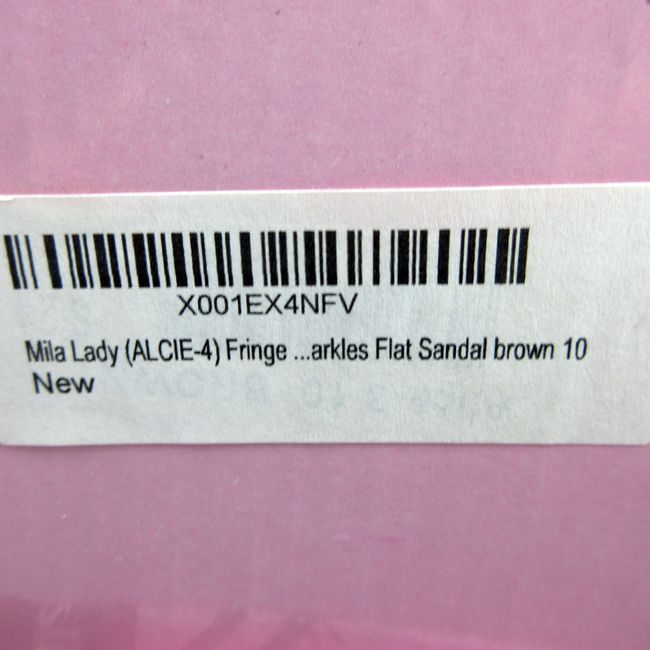 X001EX4NFV
Mila Lady (ALCIE-4) Fringe ...arkles Flat Sandal brown 10
New